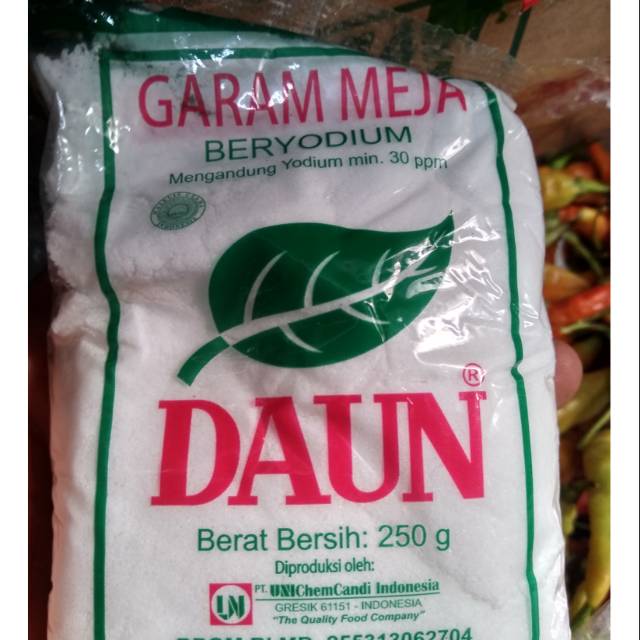 GARAM MEJA
BERYODIUM
Mengandung Yodium min. 30 ppm
DAUN®
Berat Bersih: 250 g
Diproduksi oleh:
UN
PT. UNIChemCandi Indonesia
GRESIK 61151 - INDONESIA
"The Quality Food Company"